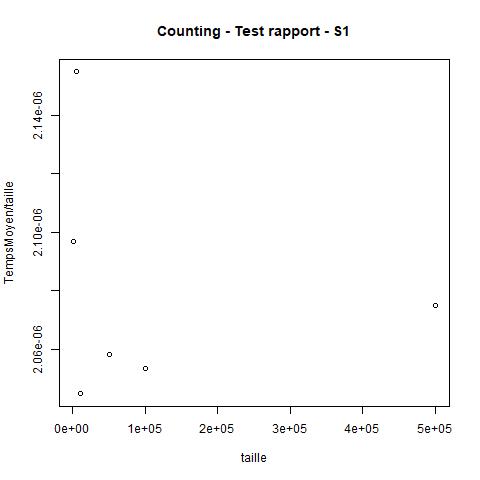 Counting - Test rapport - S1
TempsMoyen/taille
2.14e-06
2.10e-06
2.06e-06
0e+00 1e+05 2e+05 3e+05 4e+05 5e+05
taille